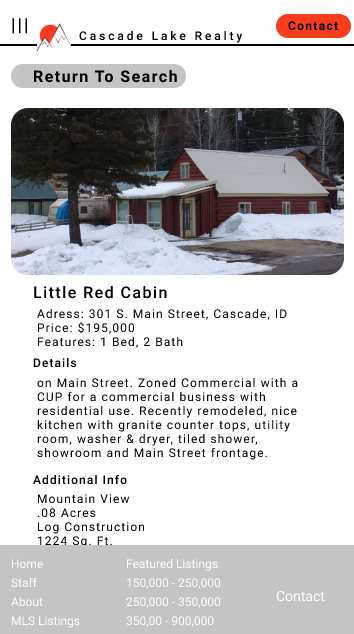 Cascade Lake Realty
Contact
Return To Search
Little Red Cabin
Adress: 301 S. Main Street, Cascade, ID
Price: $195,000
Features: 1 Bed, 2 Bath
Details
on Main Street. Zoned Commercial with a
CUP for a commercial business with
residential use. Recently remodeled, nice
kitchen with granite counter tops, utility
room, washer & dryer, tiled shower,
showroom and Main Street frontage.
Additional Info
Mountain View
.08 Acres
Log Construction
1224 Sq. Ft.
Home
Staff
About
MLS Listings
Featured Listings
150,000 - 250,000
250,000 - 350,000
350,00 - 900,000
Contact